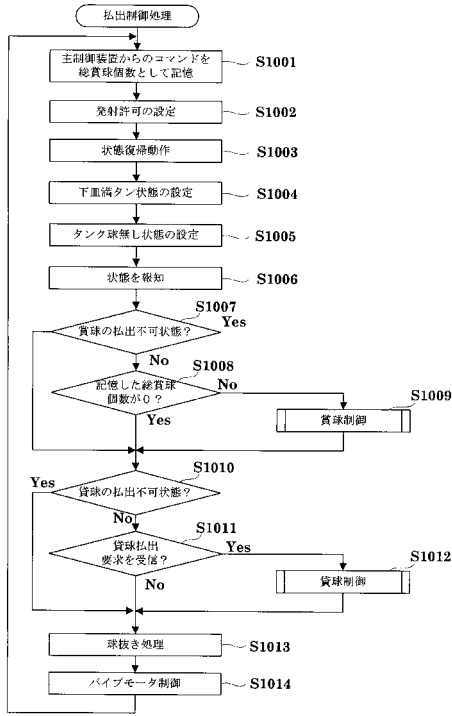 払出制御処理
主制御装置からのコマンドを
総賞球個数として記憶
S1001
発射許可の設定
S1002
状態復帰動作
S1003
下皿満タン状態の設定
S1004
タンク球無し状態の設定
S1005
状態を報知
S1006
S1007
賞球の払出不可状態?
Yes
No
S1008
記憶した総賞球
個数が0?
No
Yes
S1009
賞球制御
S1010
Yes
貸球の払出不可状態?
No
S1011
貸球払出
要求を受信?
Yes
No
S1012
貸球制御
球抜き処理
S1013
バイブモータ制御
S1014